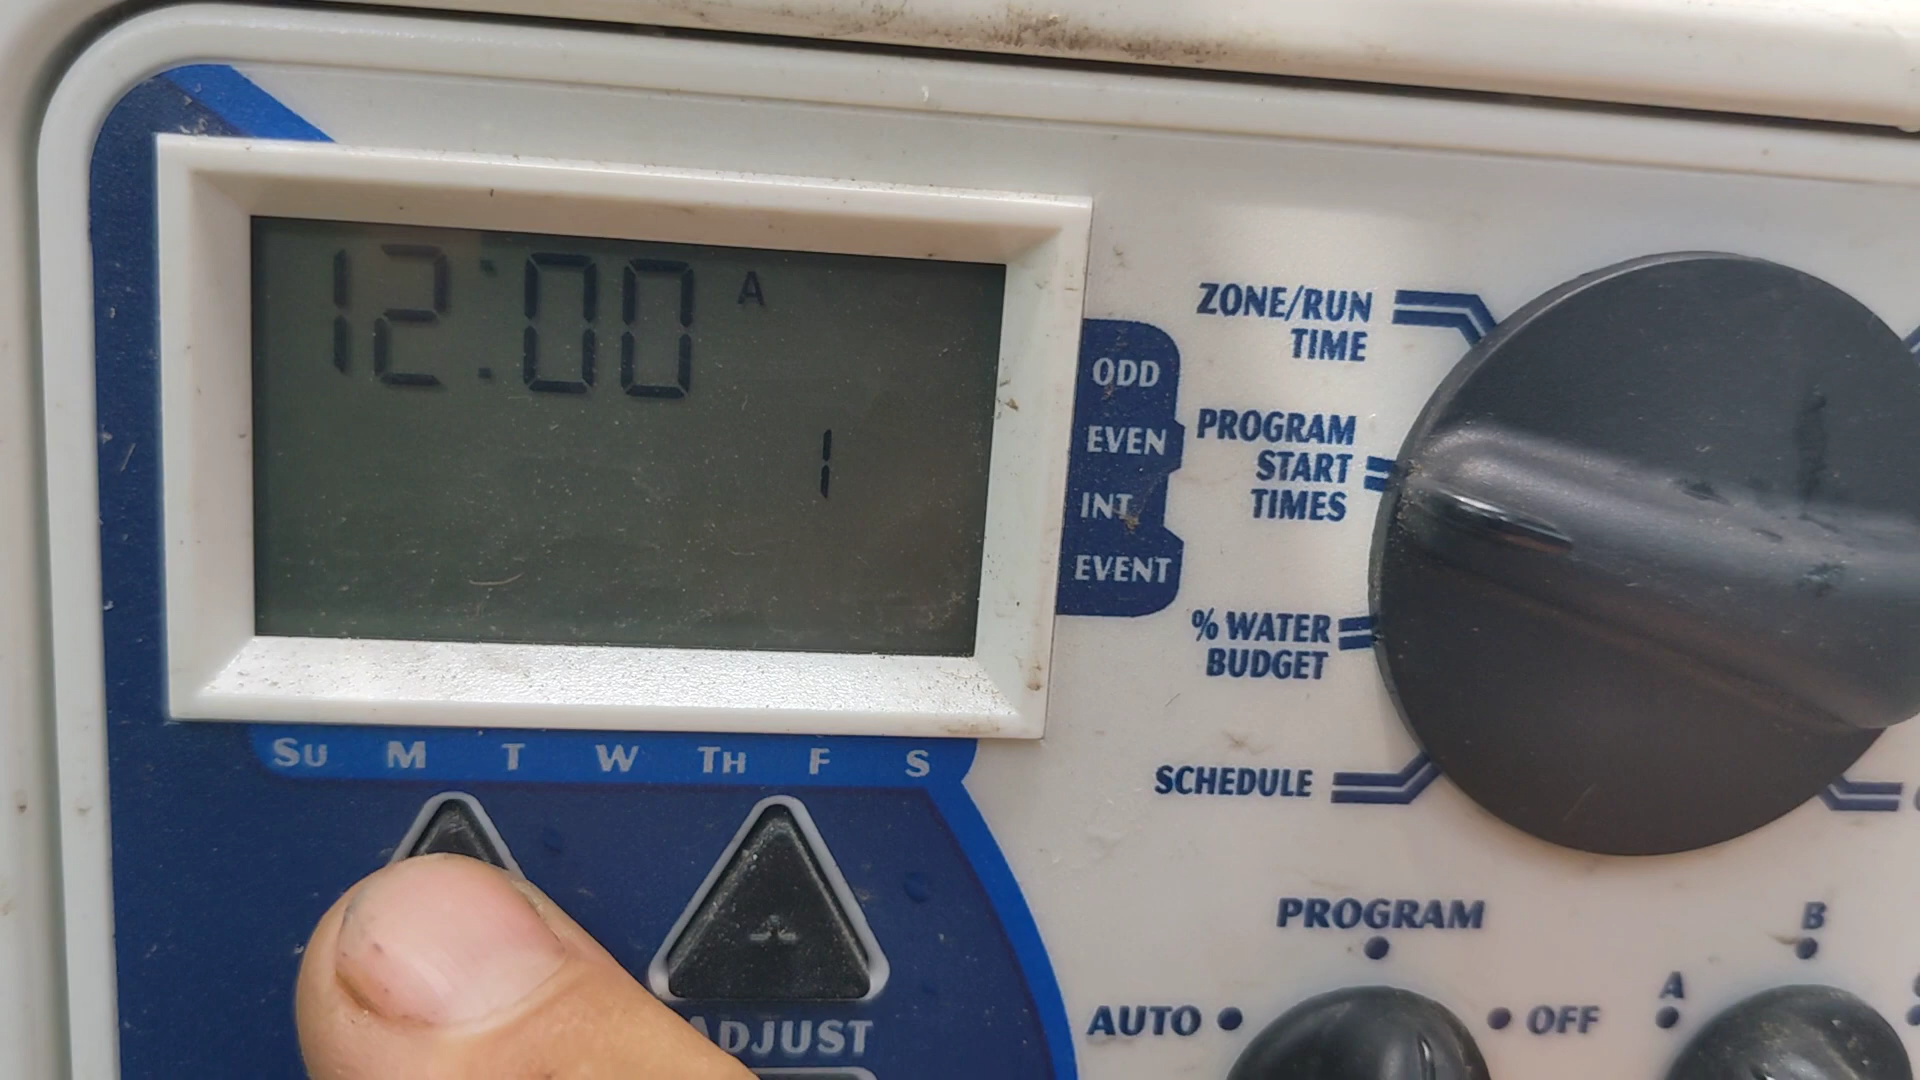 12:00 A
1
ODD
EVEN
INT
EVENT
SU M T W TH F S
ZONE/RUN
TIME
PROGRAM
START
TIMES
% WATER
BUDGET
SCHEDULE
PROGRAM
AUTO
OFF
A
B
ADJUST